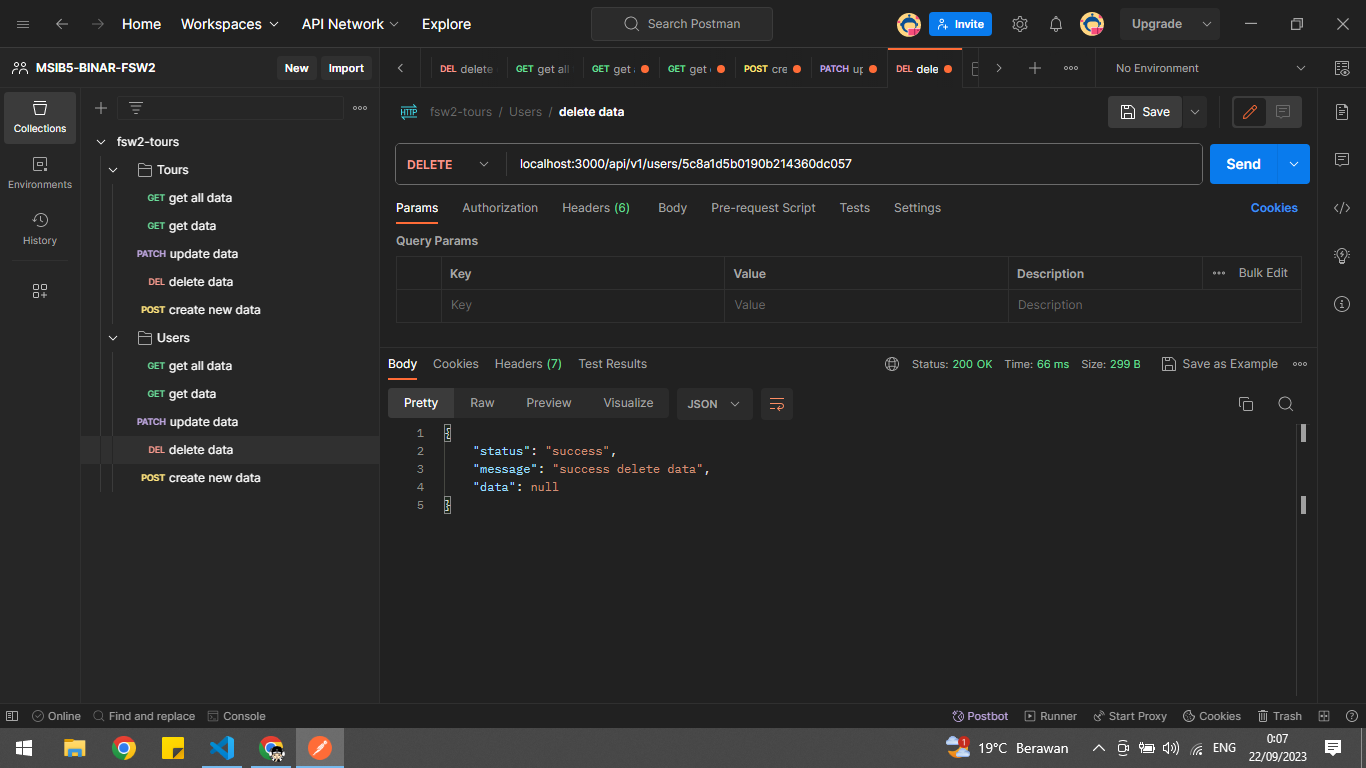 Home Workspaces API Network Explore Search Postman Invite Upgrade
MSIB5-BINAR-FSW2 New Import
DEL delete GET get all GET get GET get POST cre PATCH up DEL dele No Environment
Collections
Environments
History
fsw2-tours
Tours
GET get all data
GET get data
PATCH update data
DEL delete data
POST create new data
Users
GET get all data
GET get data
PATCH update data
DEL delete data
POST create new data
HTTP fsw2-tours / Users / delete data Save
DELETE localhost:3000/api/v1/users/5c8a1d5b0190b214360dc057 Send
Params Authorization Headers (6) Body Pre-request Script Tests Settings Cookies
Query Params
Key Value Description Bulk Edit
Key Value Description
Body Cookies Headers (7) Test Results Status: 200 OK Time: 66 ms Size: 299 B Save as Example
Pretty Raw Preview Visualize JSON
1 {
2 "status": "success",
3 "message": "success delete data",
4 "data": null
5 }
Online Find and replace Console Postbot Runner Start Proxy Cookies Trash
1 19°C Berawan ENG 0:07
22/09/2023